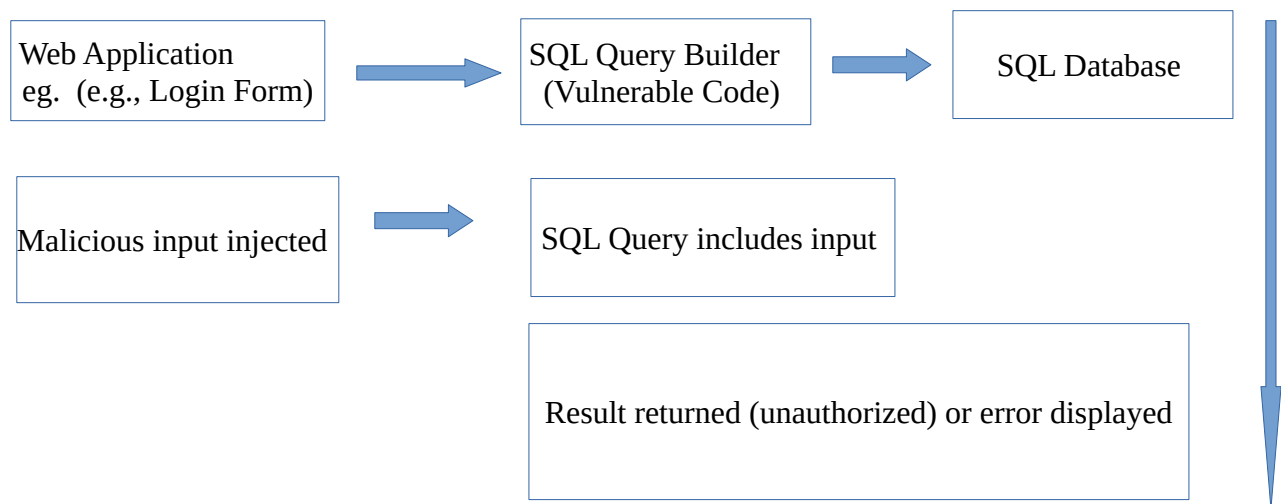 Web Application
eg. (e.g., Login Form)
SQL Query Builder
(Vulnerable Code)
SQL Database
Malicious input injected
SQL Query includes input
Result returned (unauthorized) or error displayed